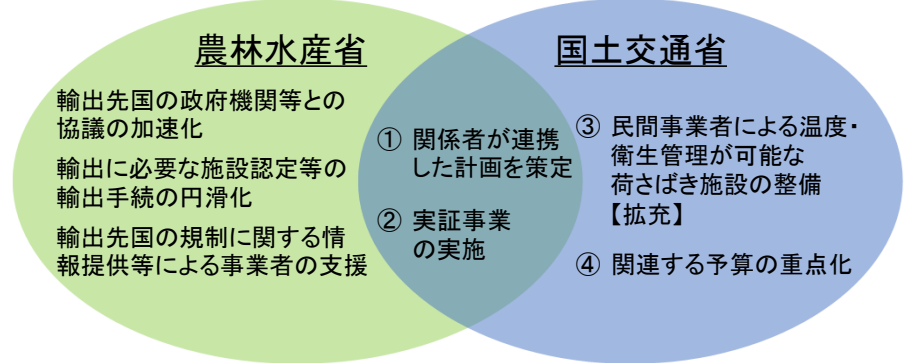 農林水産省
輸出先国の政府機関等との
協議の加速化
輸出に必要な施設認定等の
輸出手続の円滑化
輸出先国の規制に関する情
報提供等による事業者の支援
① 関係者が連携
した計画を策定
② 実証事業
の実施
国土交通省
③ 民間事業者による温度・
衛生管理が可能な
荷さばき施設の整備
【拡充】
④ 関連する予算の重点化